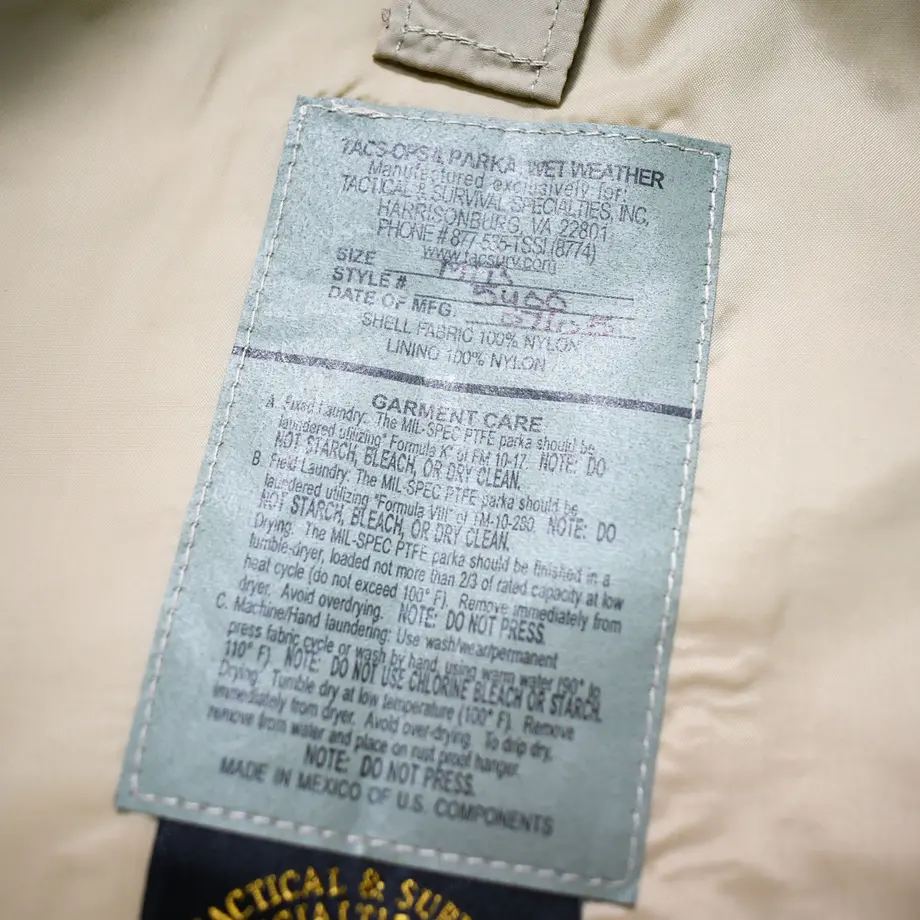 TACS-OPS 4 PARKA, WET WEATHER
Manufactured exclusively for:
TACTICAL & SURVIVAL SPECIALTIES, INC,
HARRISONBURG, VA 22801
PHONE # 877-535-TSSI (8774)
www.tacsurv.com
SIZE
STYLE # 5400
DATE OF MFG.
SHELL FABRIC 100% NYLON
LINING 100% NYLON
GARMENT CARE
A. Fixed Laundry: The MIL-SPEC PTFE parka should be
laundered utilizing "Formula K" of FM 10-17. NOTE: DO
NOT STARCH, BLEACH, OR DRY CLEAN.
B. Field Laundry: The MIL-SPEC PTFE parka should be
laundered utilizing "Formula VIII" of FM-10-280. NOTE: DO
NOT STARCH, BLEACH, OR DRY CLEAN.
Drying: The MIL-SPEC PTFE parka should be finished in a
tumble-dryer, loaded not more than 2/3 of rated capacity at low
heat cycle (do not exceed 100° F). Remove immediately from
dryer. Avoid overdrying. NOTE: DO NOT PRESS.
C. Machine/Hand laundering: Use wash/wear/permanent
press fabric cycle or wash by hand, using warm water (90° to
110° F). NOTE: DO NOT USE CHLORINE BLEACH OR STARCH.
Drying: Tumble dry at low temperature (100° F). Remove
immediately from dryer. Avoid over-drying. To drip dry,
remove from water and place on rust proof hanger.
NOTE: DO NOT PRESS.
MADE IN MEXICO OF U.S. COMPONENTS
ACTICAL & SUR